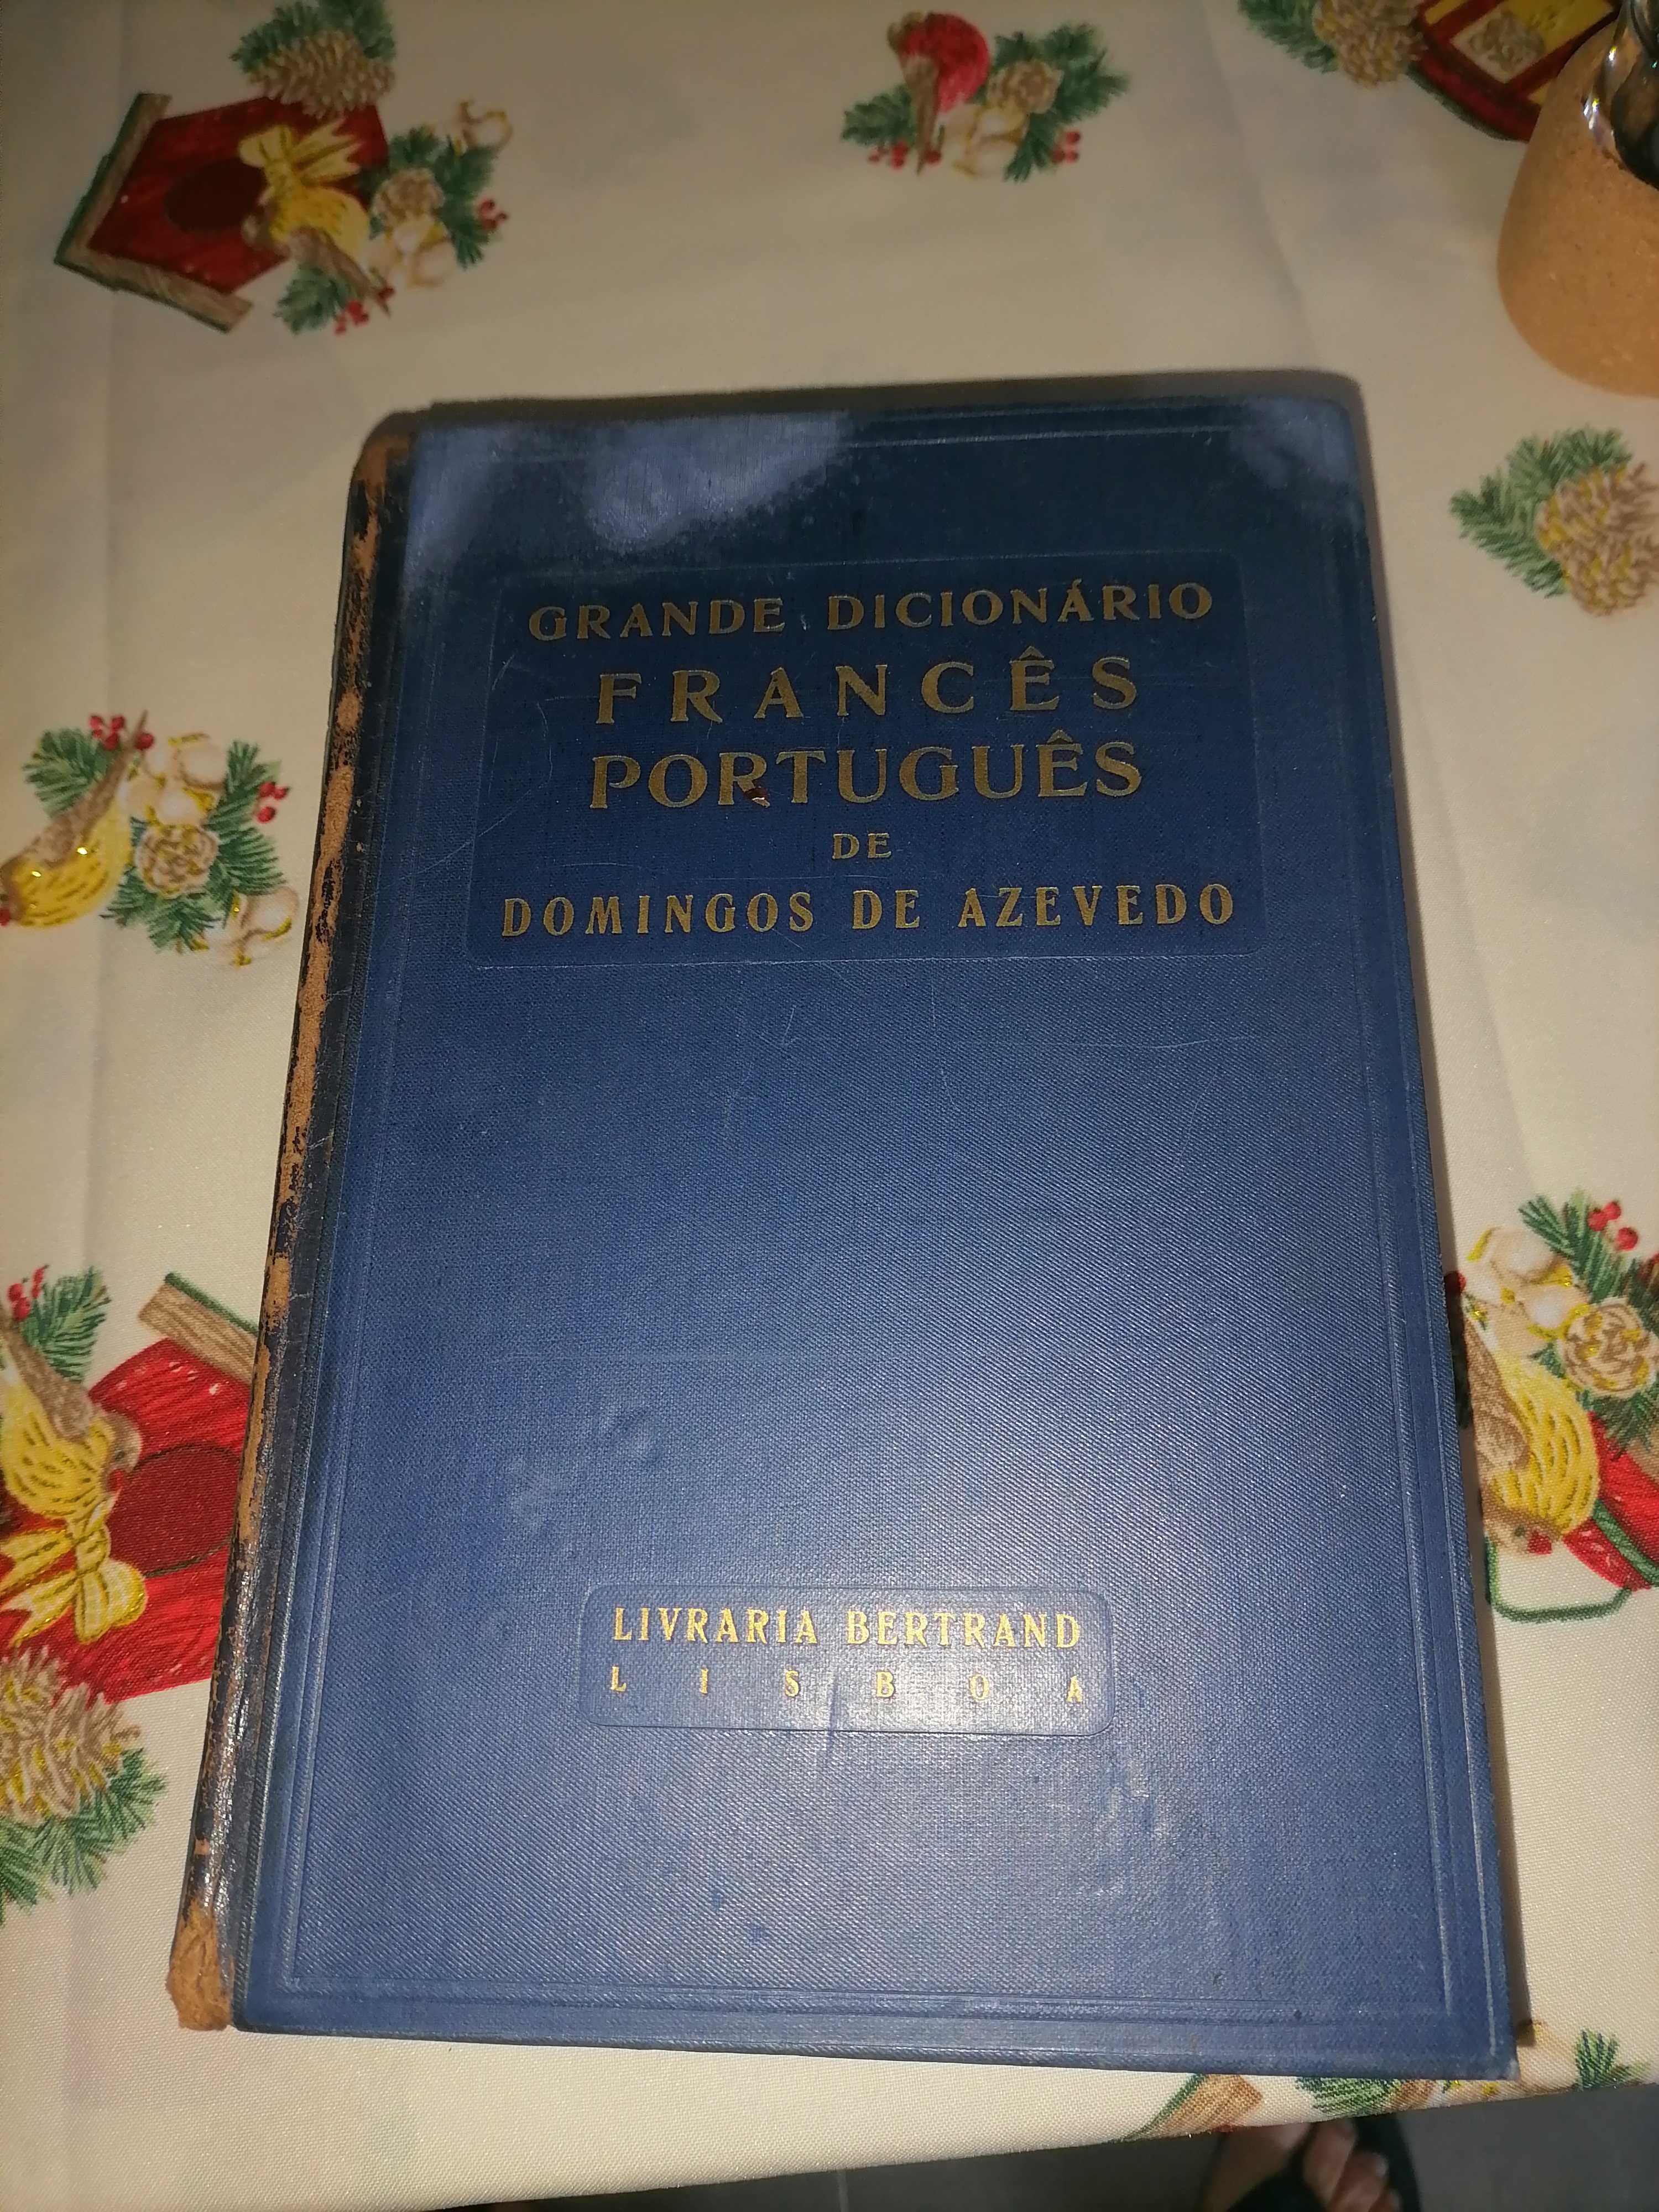 GRANDE DICIONÁRIO
FRANCÊS
PORTUGUÊS
DE
DOMINGOS DE AZEVEDO
LIVRARIA BERTRAND
LISBOA